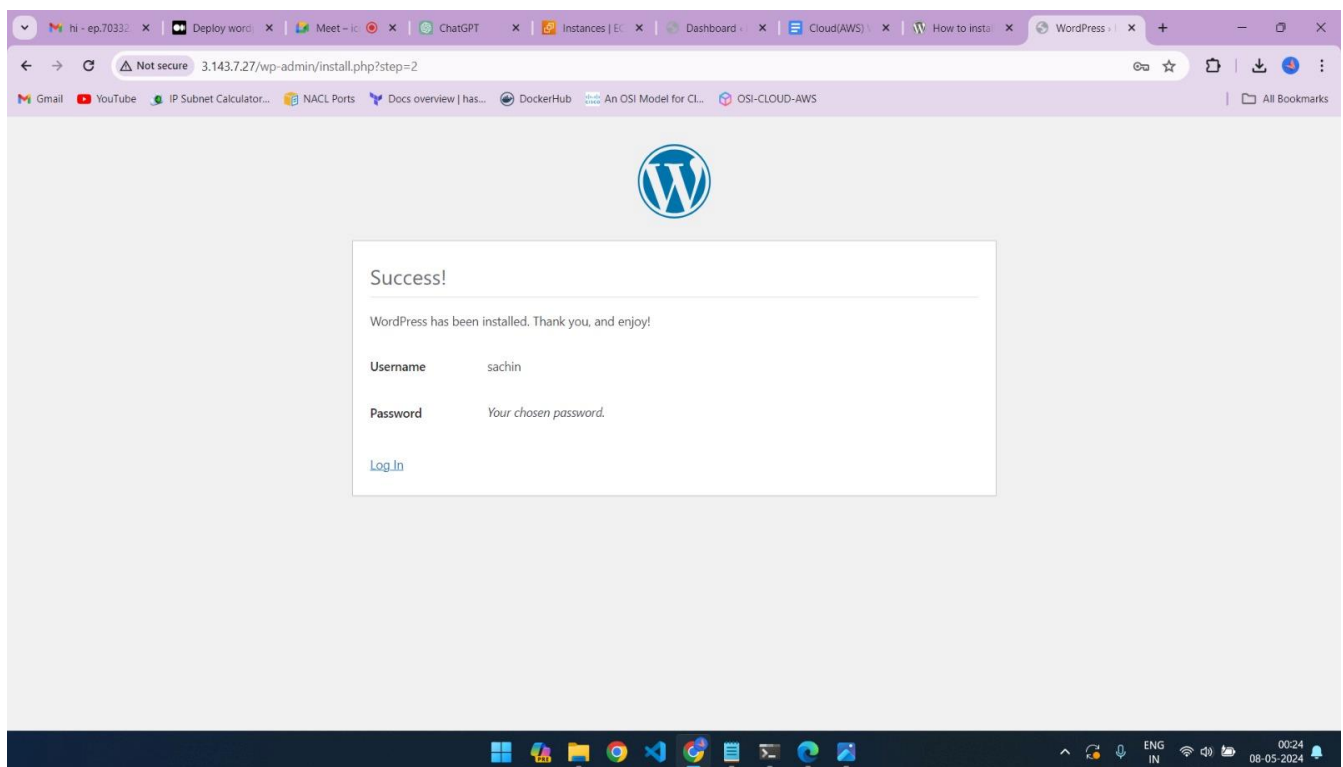 hi - ep.70332
Deploy word
Meet – ic
ChatGPT
Instances | EC
Dashboard
Cloud(AWS)
How to insta
WordPress ›
Not secure 3.143.7.27/wp-admin/install.php?step=2
Gmail YouTube IP Subnet Calculator... NACL Ports Docs overview | has... DockerHub An OSI Model for Cl... OSI-CLOUD-AWS All Bookmarks
Success!
WordPress has been installed. Thank you, and enjoy!
Username sachin
Password Your chosen password.
Log In
PRE
ENG 00:24
IN 08-05-2024